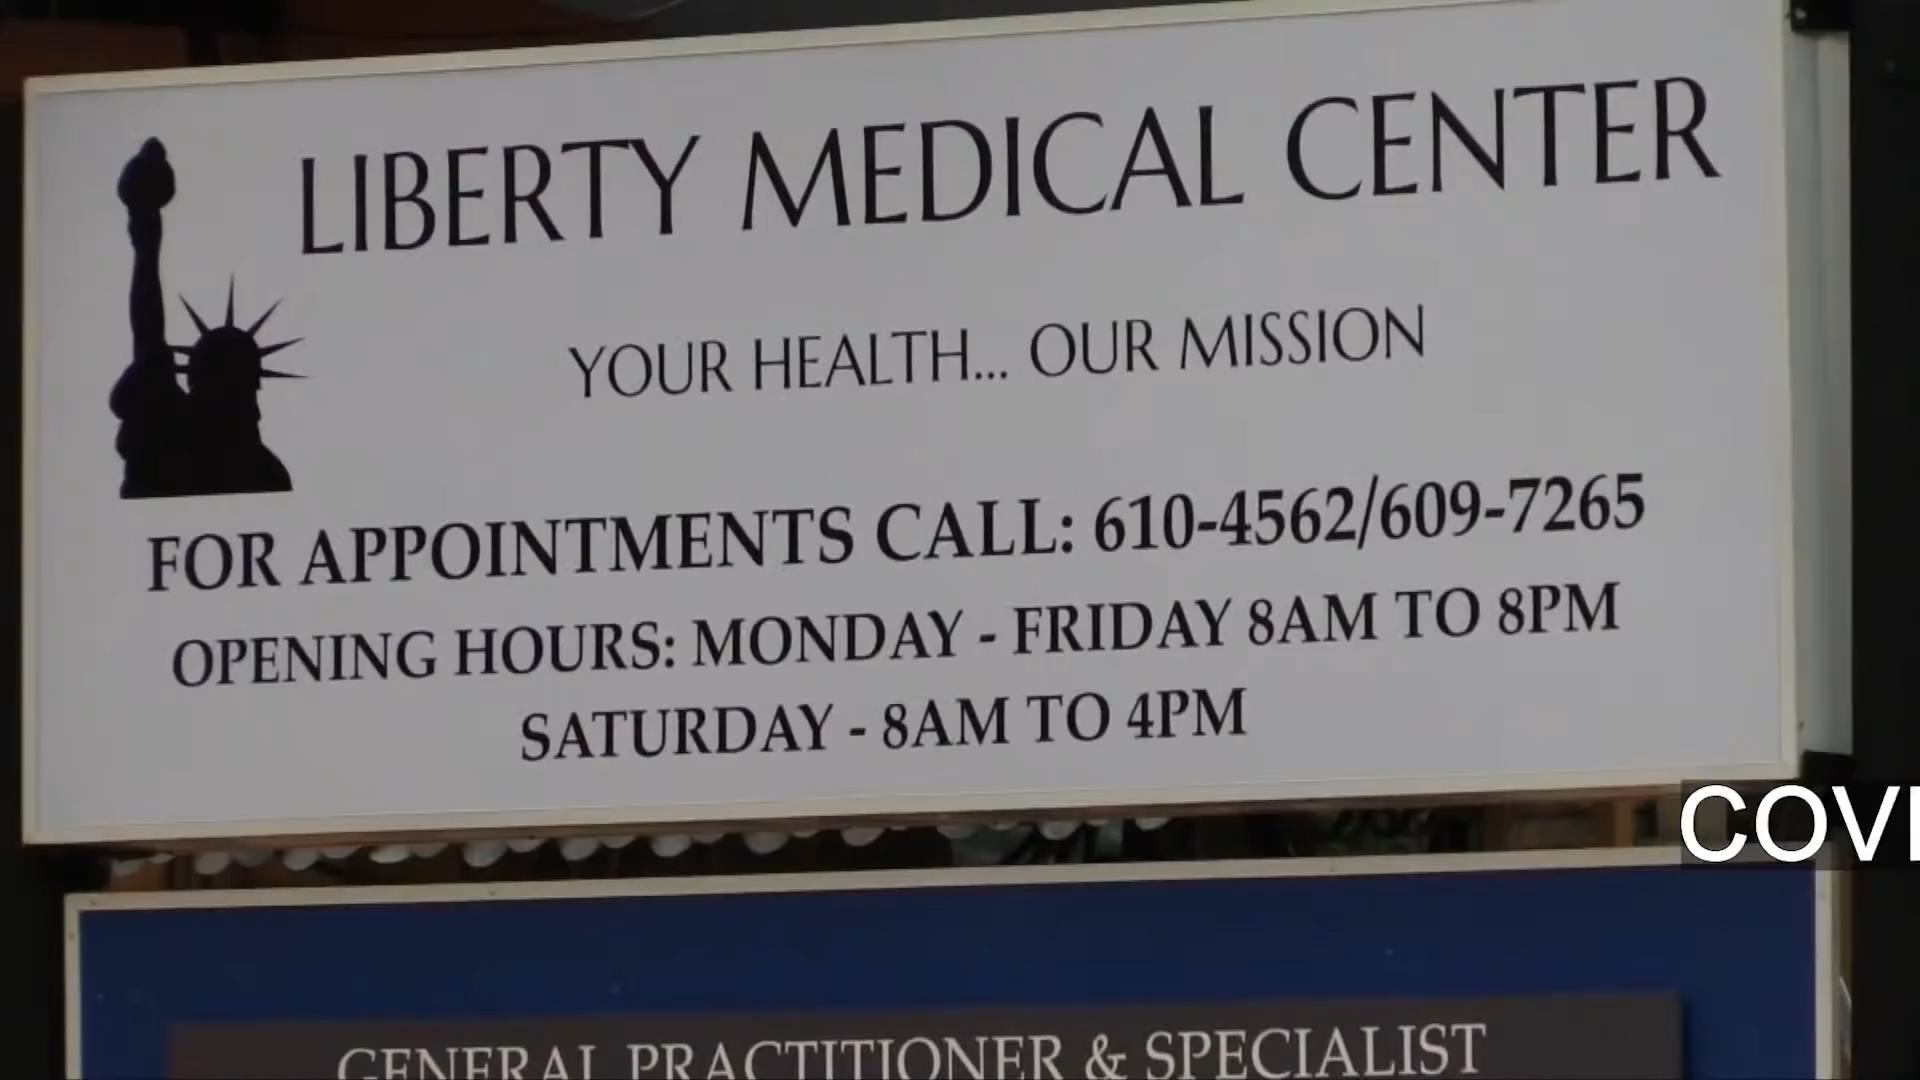 LIBERTY MEDICAL CENTER
YOUR HEALTH... OUR MISSION
FOR APPOINTMENTS CALL: 610-4562/609-7265
OPENING HOURS: MONDAY - FRIDAY 8AM TO 8PM
SATURDAY - 8AM TO 4PM
COVI
GENERAL PRACTITIONER & SPECIALIST